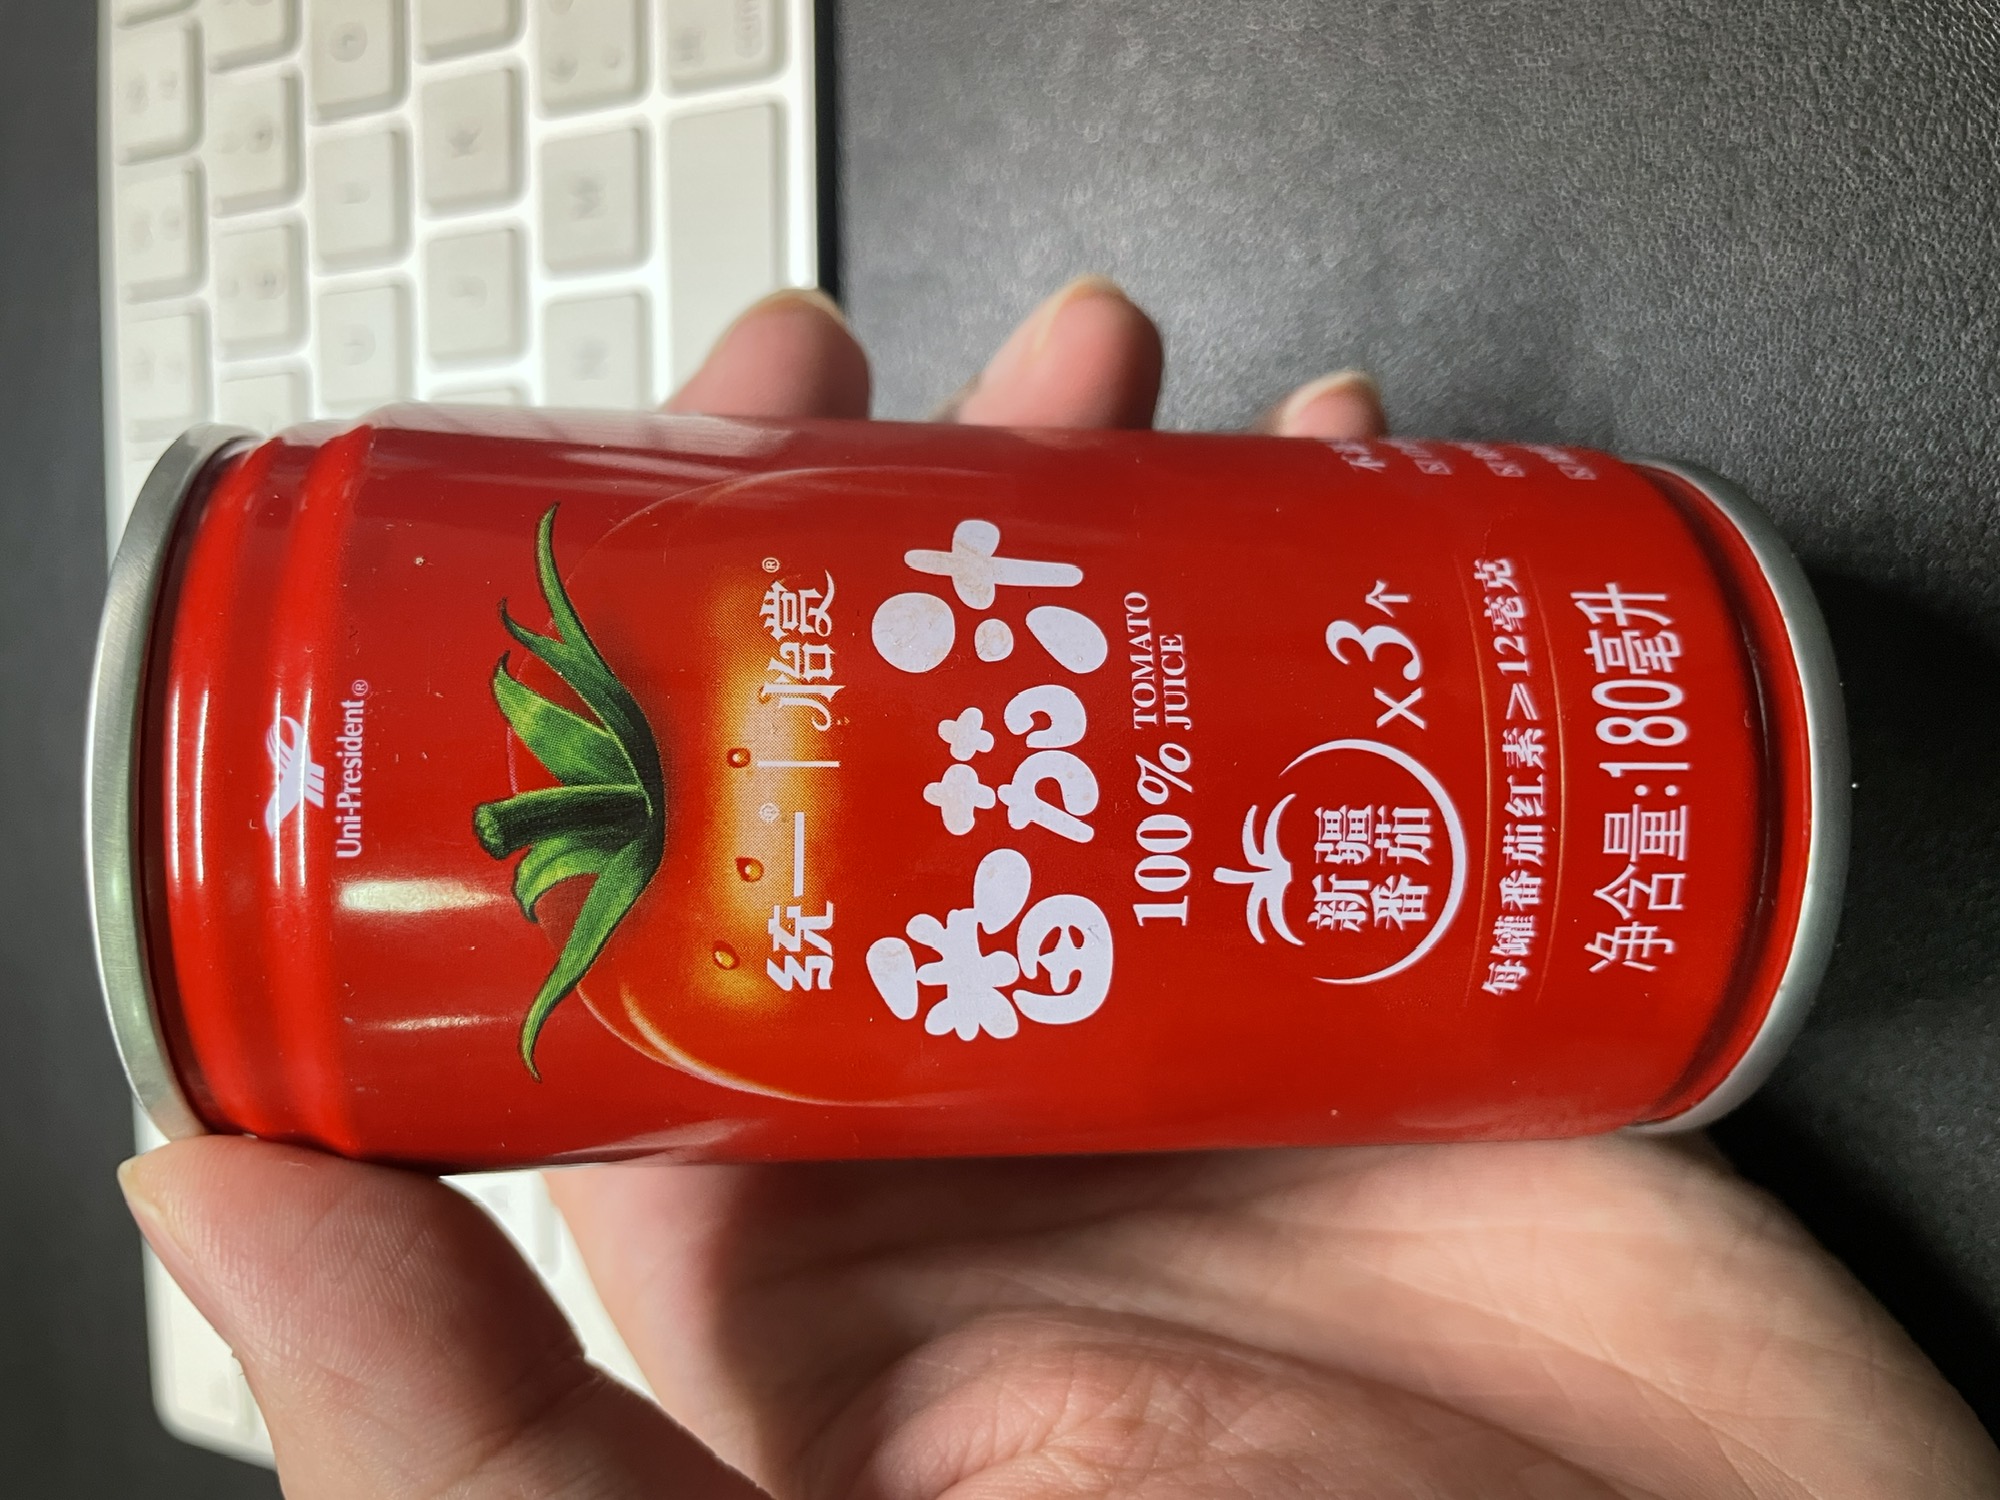 Uni-President®
统一® | 怡赏®
番茄汁
100% TOMATO JUICE
新疆番茄 x3个
每罐番茄红素≥12毫克
净含量:180毫升